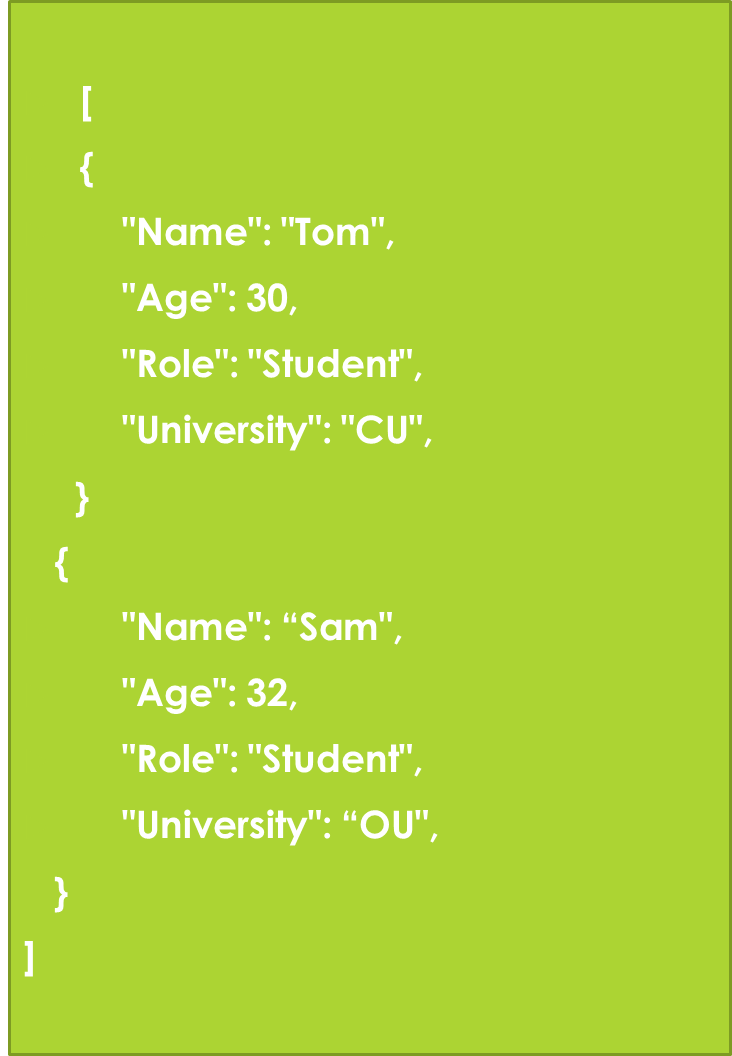 [
{
"Name": "Tom",
"Age": 30,
"Role": "Student",
"University": "CU",
}
{
"Name": “Sam",
"Age": 32,
"Role": "Student",
"University": “OU",
}
]